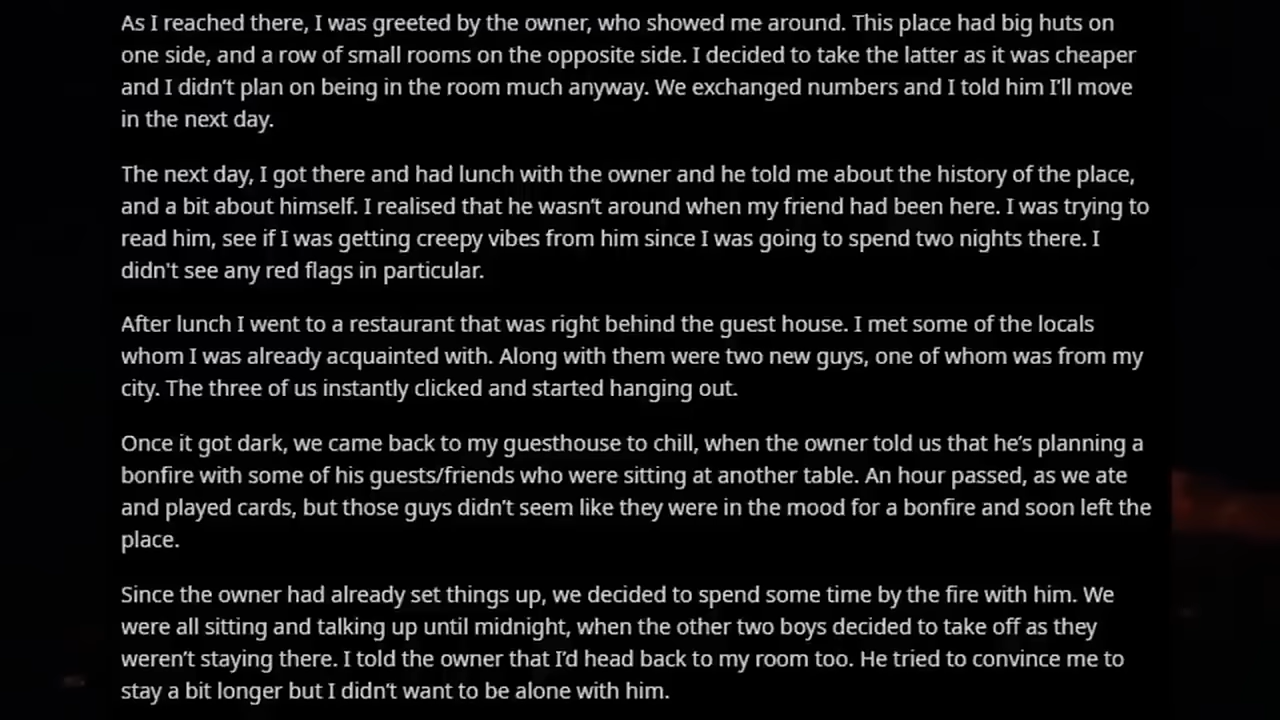 As I reached there, I was greeted by the owner, who showed me around. This place had big huts on
one side, and a row of small rooms on the opposite side. I decided to take the latter as it was cheaper
and I didn’t plan on being in the room much anyway. We exchanged numbers and I told him I’ll move
in the next day.
The next day, I got there and had lunch with the owner and he told me about the history of the place,
and a bit about himself. I realised that he wasn’t around when my friend had been here. I was trying to
read him, see if I was getting creepy vibes from him since I was going to spend two nights there. I
didn't see any red flags in particular.
After lunch I went to a restaurant that was right behind the guest house. I met some of the locals
whom I was already acquainted with. Along with them were two new guys, one of whom was from my
city. The three of us instantly clicked and started hanging out.
Once it got dark, we came back to my guesthouse to chill, when the owner told us that he’s planning a
bonfire with some of his guests/friends who were sitting at another table. An hour passed, as we ate
and played cards, but those guys didn’t seem like they were in the mood for a bonfire and soon left the
place.
Since the owner had already set things up, we decided to spend some time by the fire with him. We
were all sitting and talking up until midnight, when the other two boys decided to take off as they
weren’t staying there. I told the owner that I’d head back to my room too. He tried to convince me to
stay a bit longer but I didn’t want to be alone with him.